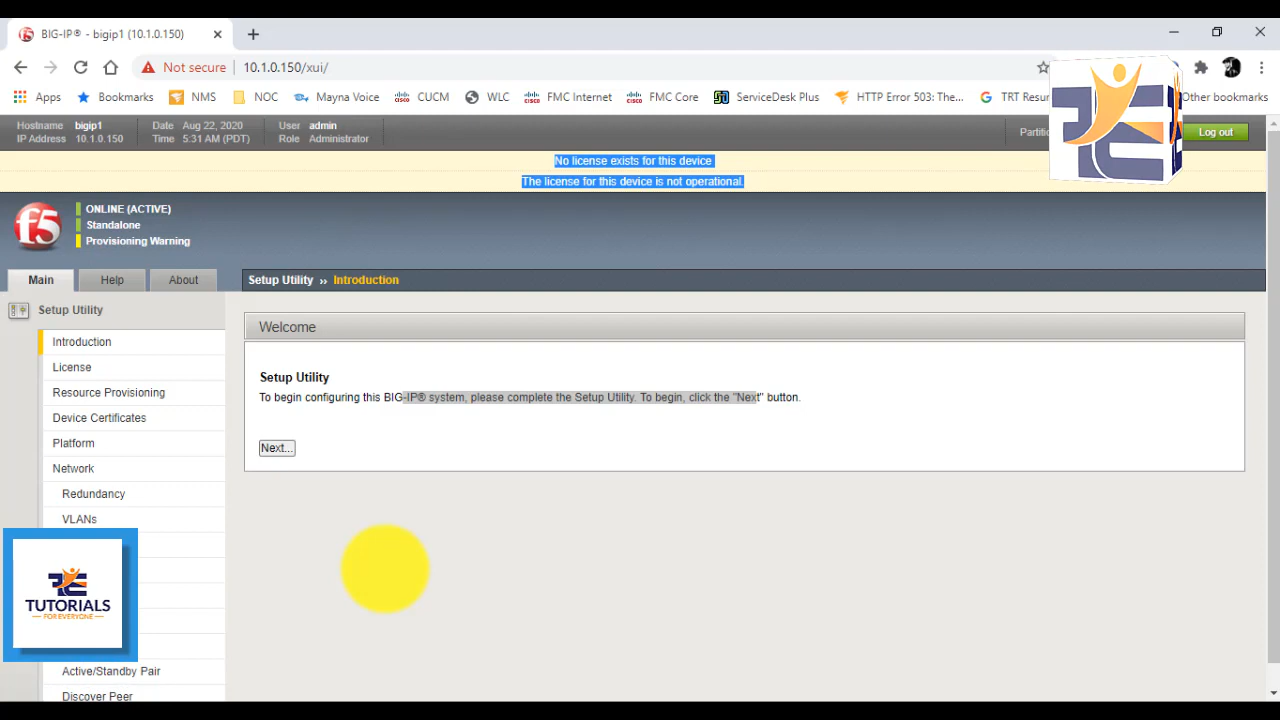 BIG-IP® - bigip1 (10.1.0.150)
Not secure
10.1.0.150/xui/
Apps
Bookmarks
NMS
NOC
Mayna Voice
CUCM
WLC
FMC Internet
FMC Core
ServiceDesk Plus
HTTP Error 503: The...
TRT Resur
Other bookmarks
Hostname bigip1
IP Address 10.1.0.150
Date Aug 22, 2020
Time 5:31 AM (PDT)
User admin
Role Administrator
Log out
No license exists for this device
The license for this device is not operational.
f5
ONLINE (ACTIVE)
Standalone
Provisioning Warning
Main
Help
About
Setup Utility ›› Introduction
Setup Utility
Introduction
License
Resource Provisioning
Device Certificates
Platform
Network
Redundancy
VLANs
Active/Standby Pair
Discover Peer
Welcome
Setup Utility
To begin configuring this BIG-IP® system, please complete the Setup Utility. To begin, click the "Next" button.
Next...
TUTORIALS
FOR EVERYONE